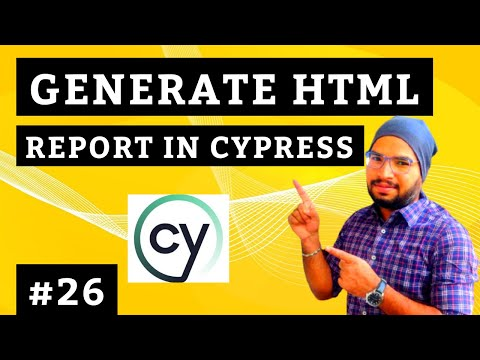 GENERATE HTML
REPORT IN CYPRESS
cy
#26